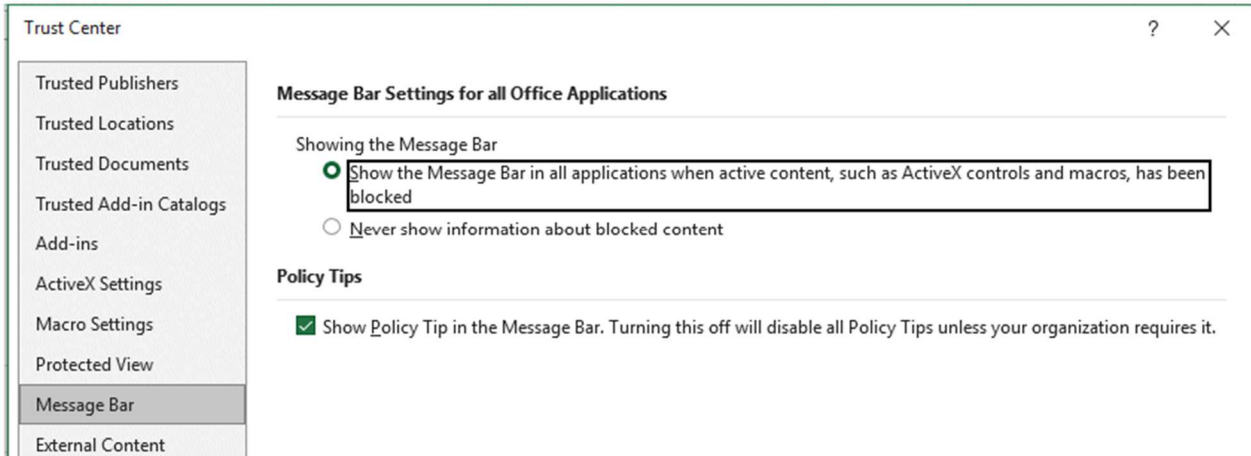 Trust Center
?
Trusted Publishers
Trusted Locations
Trusted Documents
Trusted Add-in Catalogs
Add-ins
ActiveX Settings
Macro Settings
Protected View
Message Bar
External Content
Message Bar Settings for all Office Applications
Showing the Message Bar
Show the Message Bar in all applications when active content, such as ActiveX controls and macros, has been
blocked
Never show information about blocked content
Policy Tips
Show Policy Tip in the Message Bar. Turning this off will disable all Policy Tips unless your organization requires it.